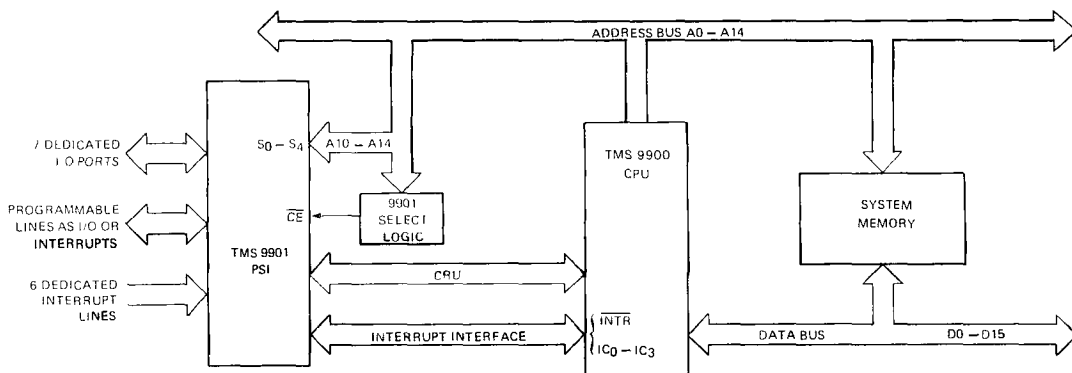 ADDRESS BUS A0 – A14
7 DEDICATED
I O PORTS
S0 – S4
A10 – A14
TMS 9900
CPU
PROGRAMMABLE
LINES AS I/O OR
INTERRUPTS
CE
9901
SELECT
LOGIC
SYSTEM
MEMORY
TMS 9901
PSI
CRU
6 DEDICATED
INTERRUPT
LINES
INTERRUPT INTERFACE
INTR
IC0 – IC3
DATA BUS
D0 – D15